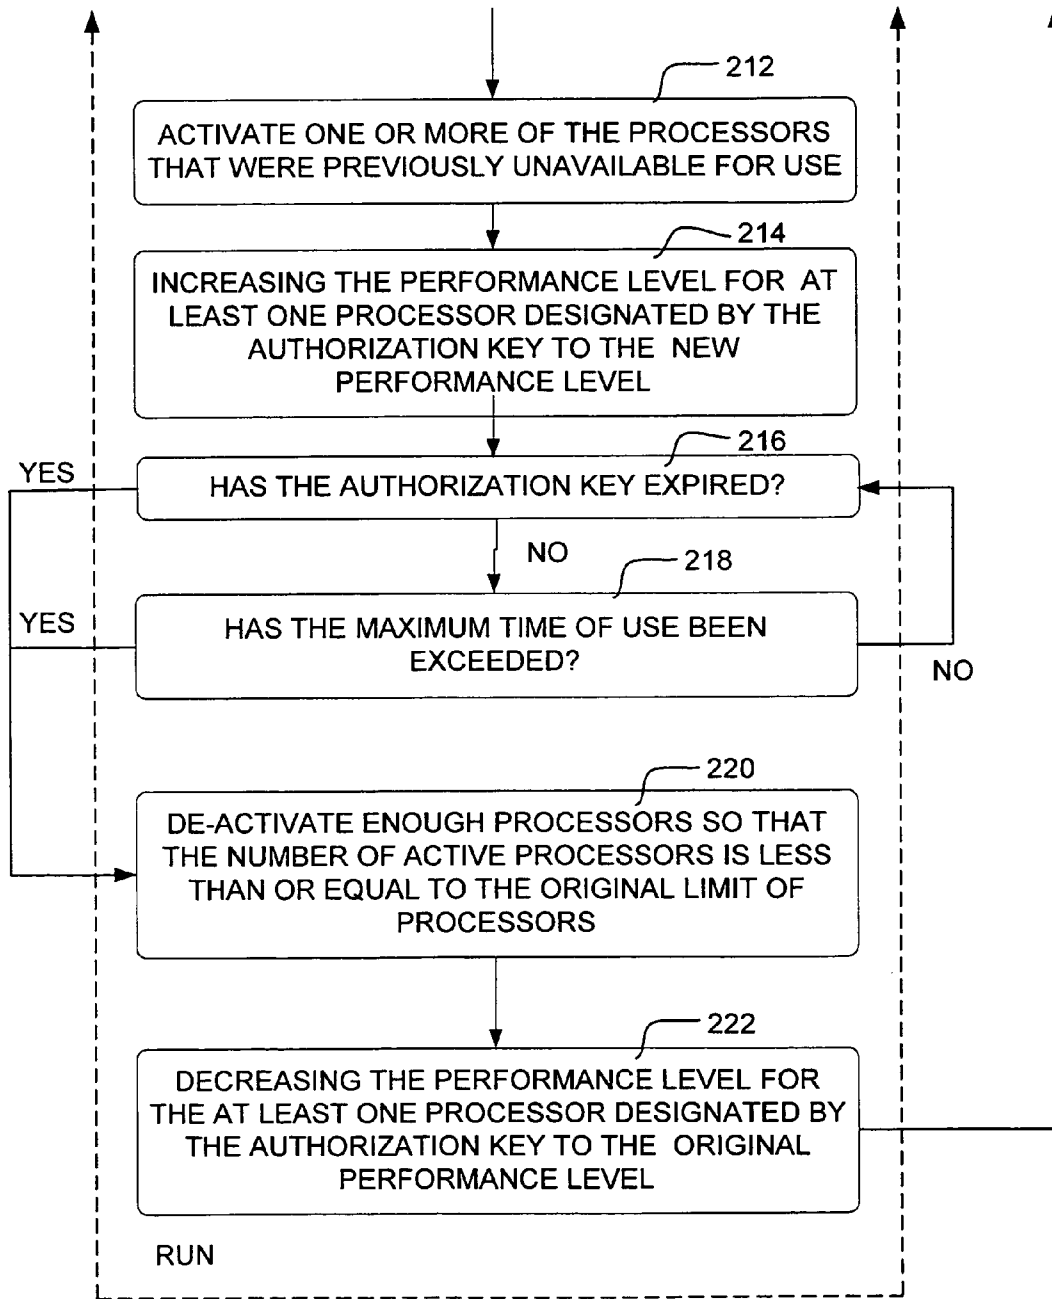 212
ACTIVATE ONE OR MORE OF THE PROCESSORS
THAT WERE PREVIOUSLY UNAVAILABLE FOR USE
214
INCREASING THE PERFORMANCE LEVEL FOR AT
LEAST ONE PROCESSOR DESIGNATED BY THE
AUTHORIZATION KEY TO THE NEW
PERFORMANCE LEVEL
216
YES
HAS THE AUTHORIZATION KEY EXPIRED?
NO
218
YES
HAS THE MAXIMUM TIME OF USE BEEN
EXCEEDED?
NO
220
DE-ACTIVATE ENOUGH PROCESSORS SO THAT
THE NUMBER OF ACTIVE PROCESSORS IS LESS
THAN OR EQUAL TO THE ORIGINAL LIMIT OF
PROCESSORS
222
DECREASING THE PERFORMANCE LEVEL FOR
THE AT LEAST ONE PROCESSOR DESIGNATED BY
THE AUTHORIZATION KEY TO THE ORIGINAL
PERFORMANCE LEVEL
RUN